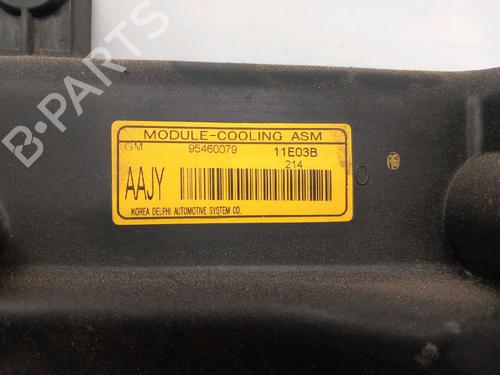 MODULE-COOLING ASM
GM 95460079 11E03B
214
AAJY
KOREA DELPHI AUTOMOTIVE SYSTEM CO.
B-PARTS